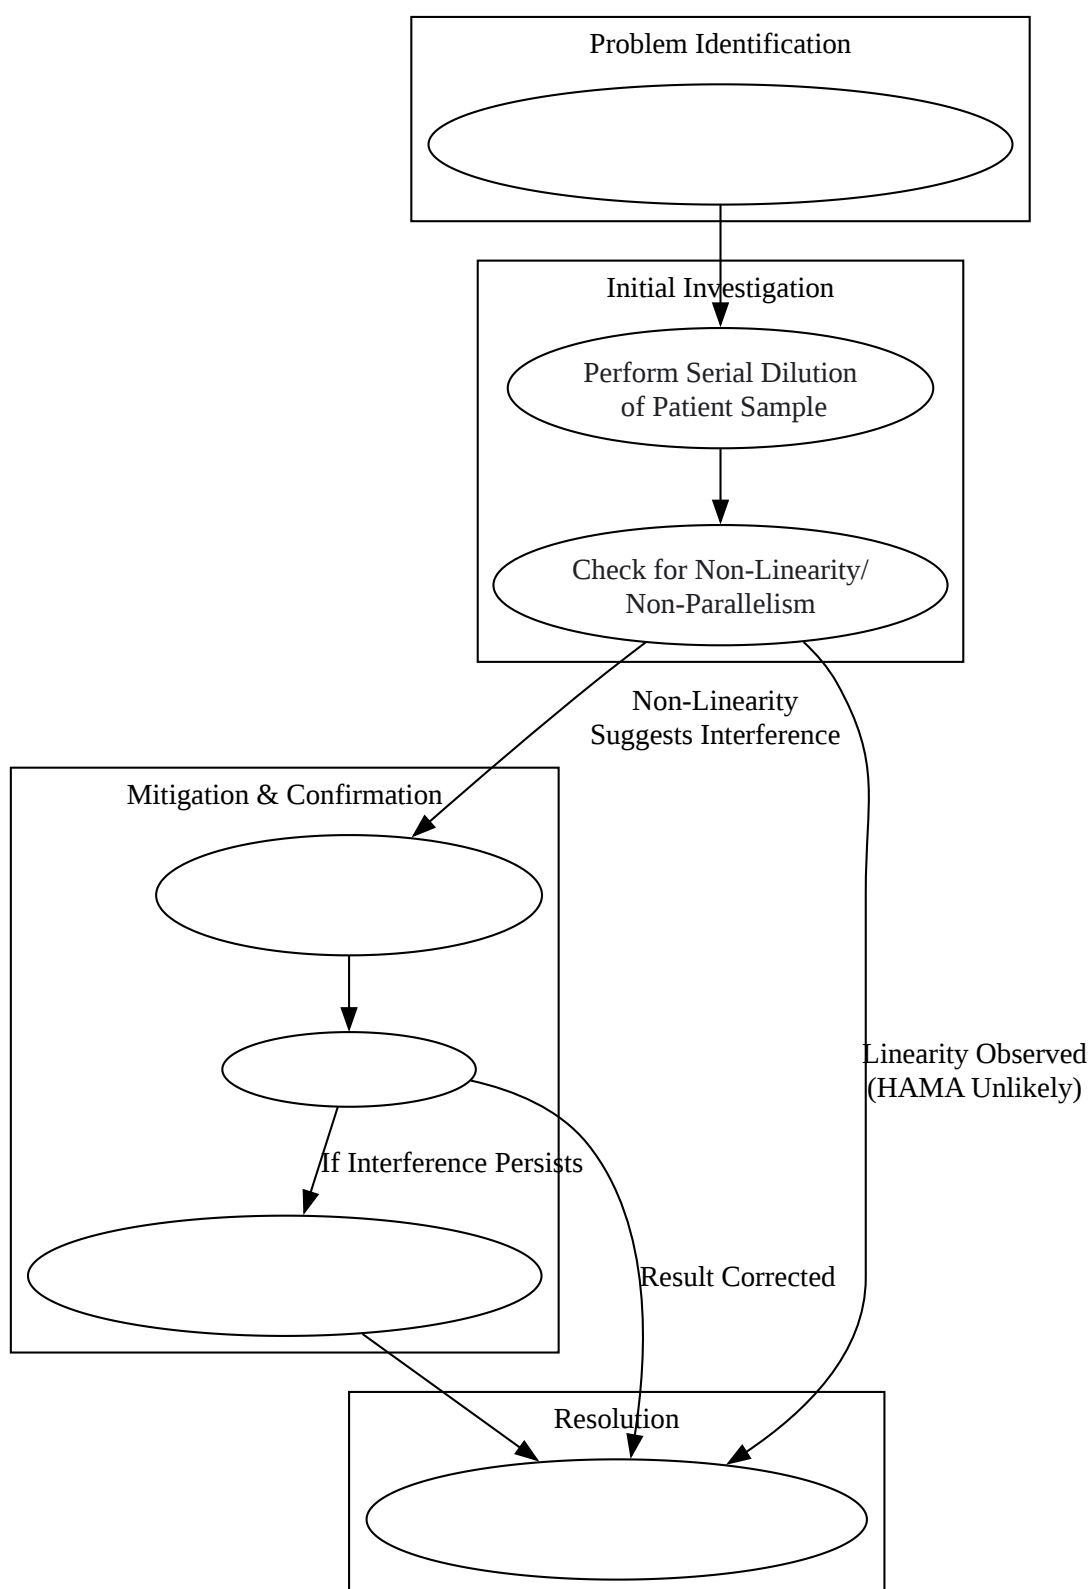 Problem Identification
Initial Investigation
Perform Serial Dilution
of Patient Sample
Check for Non-Linearity/
Non-Parallelism
Non-Linearity
Suggests Interference
Mitigation & Confirmation
Linearity Observed
(HAMA Unlikely)
If Interference Persists
Result Corrected
Resolution